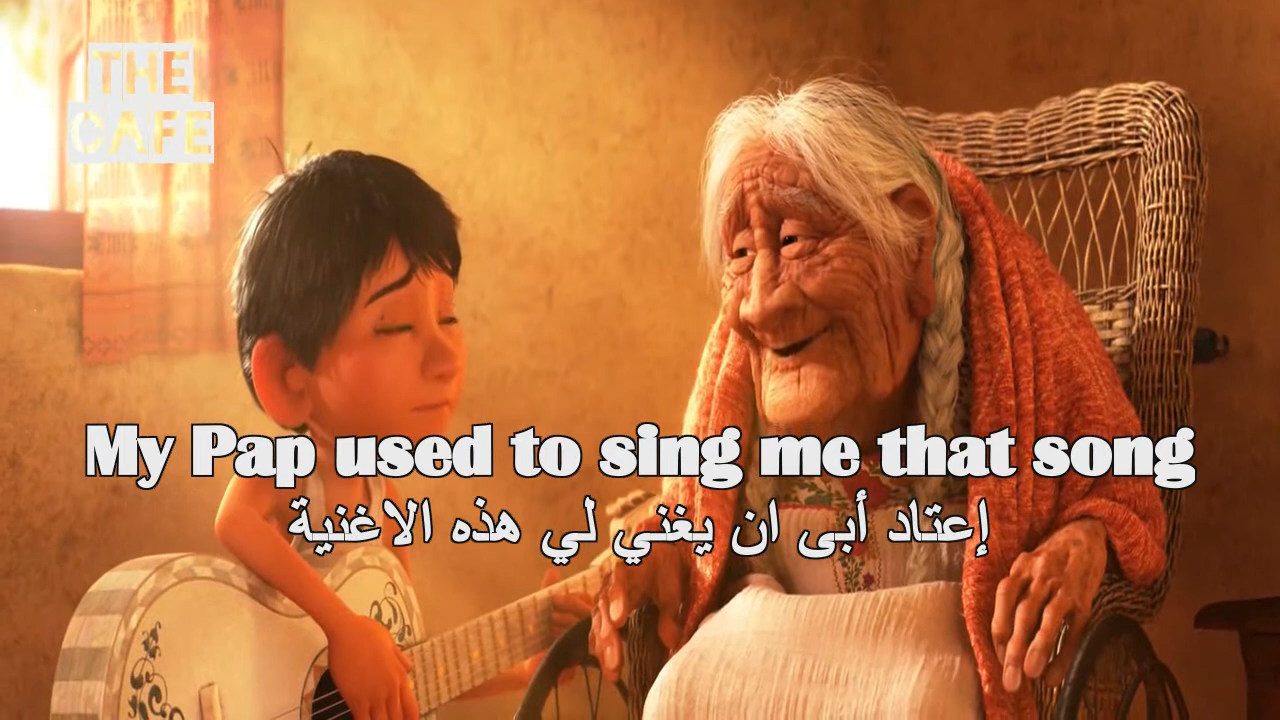 THE
CAFE
My Pap used to sing me that song
إعتاد أبى ان يغني لي هذه الاغنية